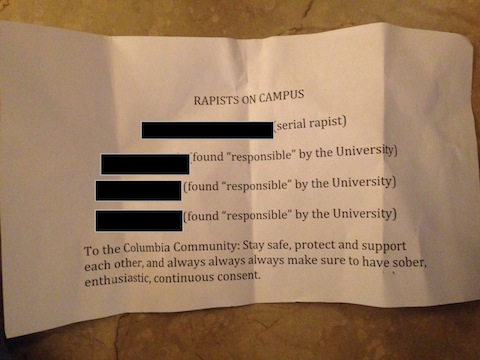 RAPISTS ON CAMPUS
(serial rapist)
(found “responsible” by the University)
(found “responsible” by the University)
(found “responsible” by the University)
To the Columbia Community: Stay safe, protect and support
each other, and always always always make sure to have sober,
enthusiastic, continuous consent.